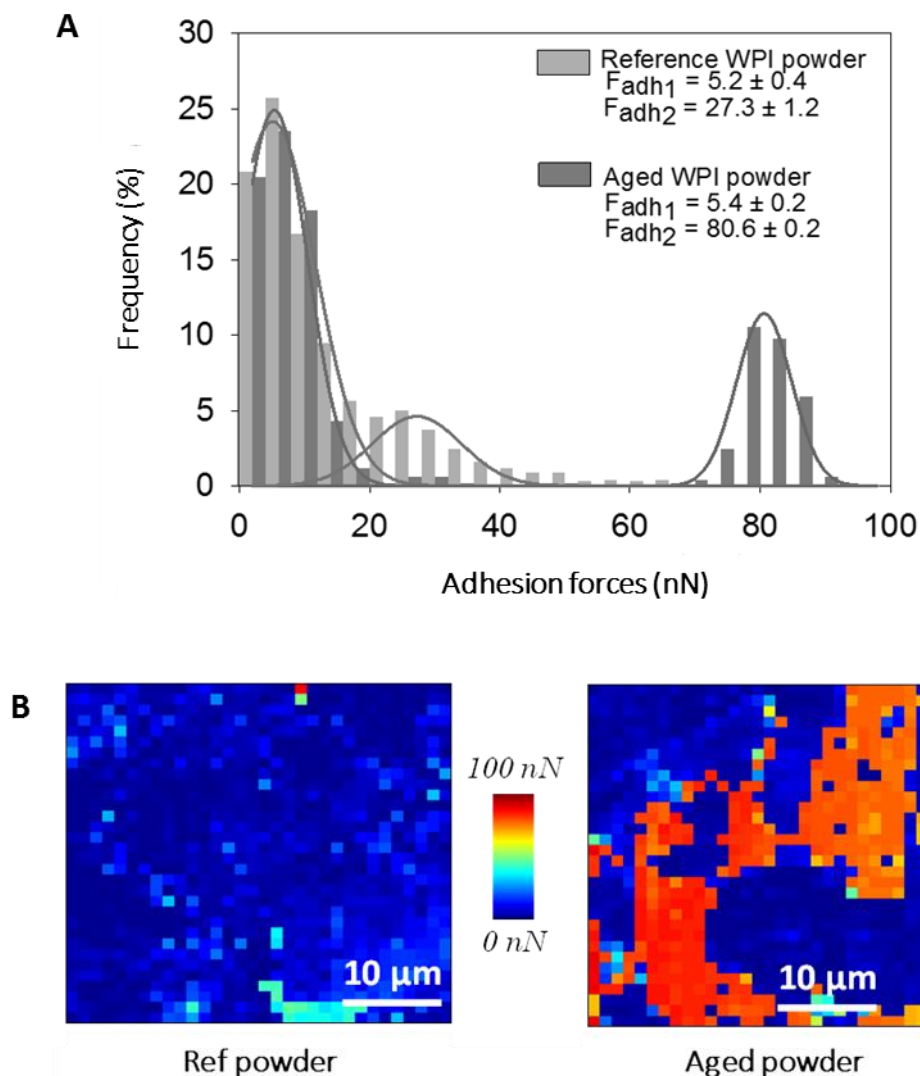 A
30
25
20
15
10
5
0
Frequency (%)
Reference WPI powder
Fadh1 = 5.2 ± 0.4
Fadh2 = 27.3 ± 1.2
Aged WPI powder
Fadh1 = 5.4 ± 0.2
Fadh2 = 80.6 ± 0.2
0 20 40 60 80 100
Adhesion forces (nN)
B
100 nN
0 nN
10 µm
10 µm
Ref powder
Aged powder